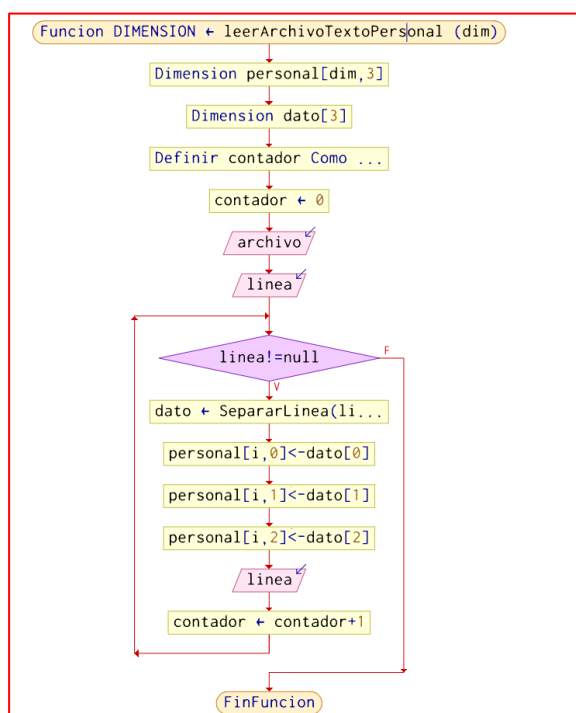 Funcion DIMENSION ← leerArchivoTextoPersonal (dim)
Dimension personal[dim,3]
Dimension dato[3]
Definir contador Como ...
contador ← 0
archivo
linea
linea!=null
F
V
dato ← SepararLinea(li...
personal[i,0]<-dato[0]
personal[i,1]<-dato[1]
personal[i,2]<-dato[2]
linea
contador ← contador+1
FinFuncion